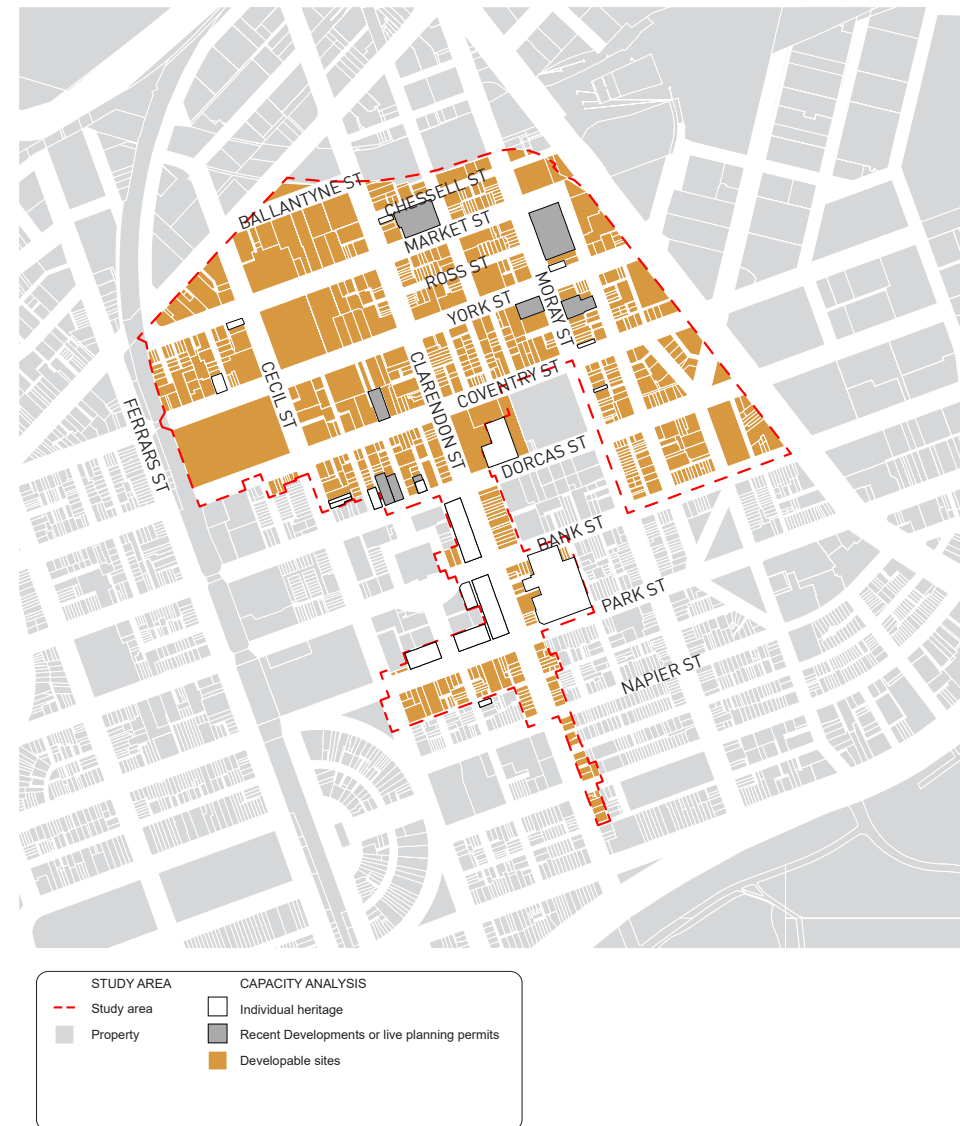 BALLANTYNE ST
CHESSELL ST
MARKET ST
ROSS ST
YORK ST
MORAY ST
CECIL ST
CLARENDON ST
COVENTRY ST
FERRARS ST
DORCAS ST
BANK ST
PARK ST
NAPIER ST
STUDY AREA
Study area
Property
CAPACITY ANALYSIS
Individual heritage
Recent Developments or live planning permits
Developable sites